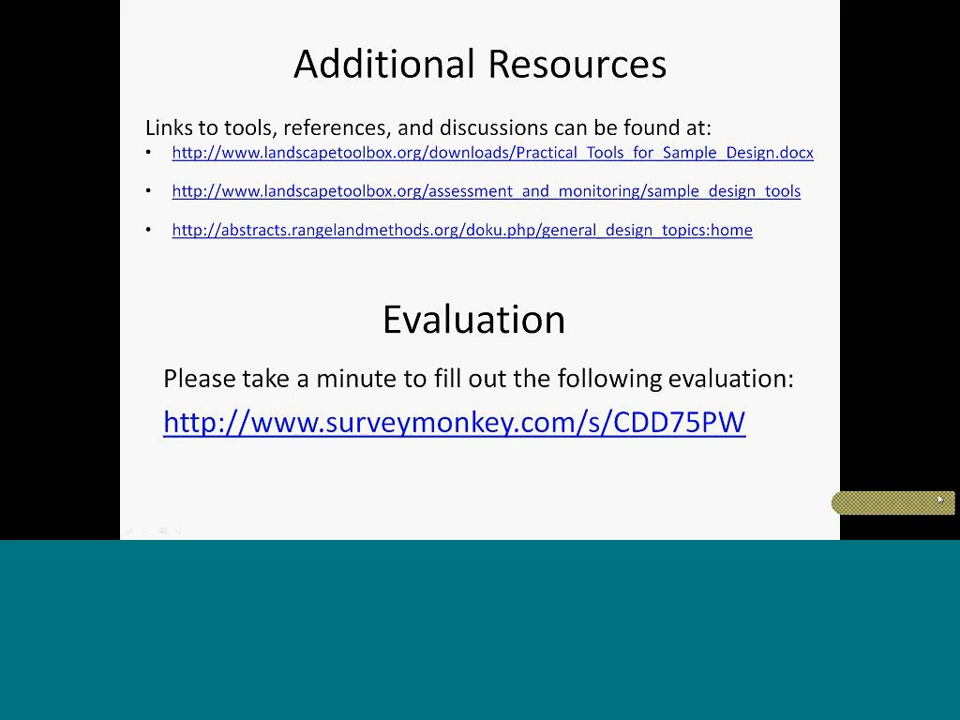 Additional Resources
Links to tools, references, and discussions can be found at:
• http://www.landscapetoolbox.org/downloads/Practical_Tools_for_Sample_Design.docx
• http://www.landscapetoolbox.org/assessment_and_monitoring/sample_design_tools
• http://abstracts.rangelandmethods.org/doku.php/general_design_topics:home
Evaluation
Please take a minute to fill out the following evaluation:
http://www.surveymonkey.com/s/CDD75PW